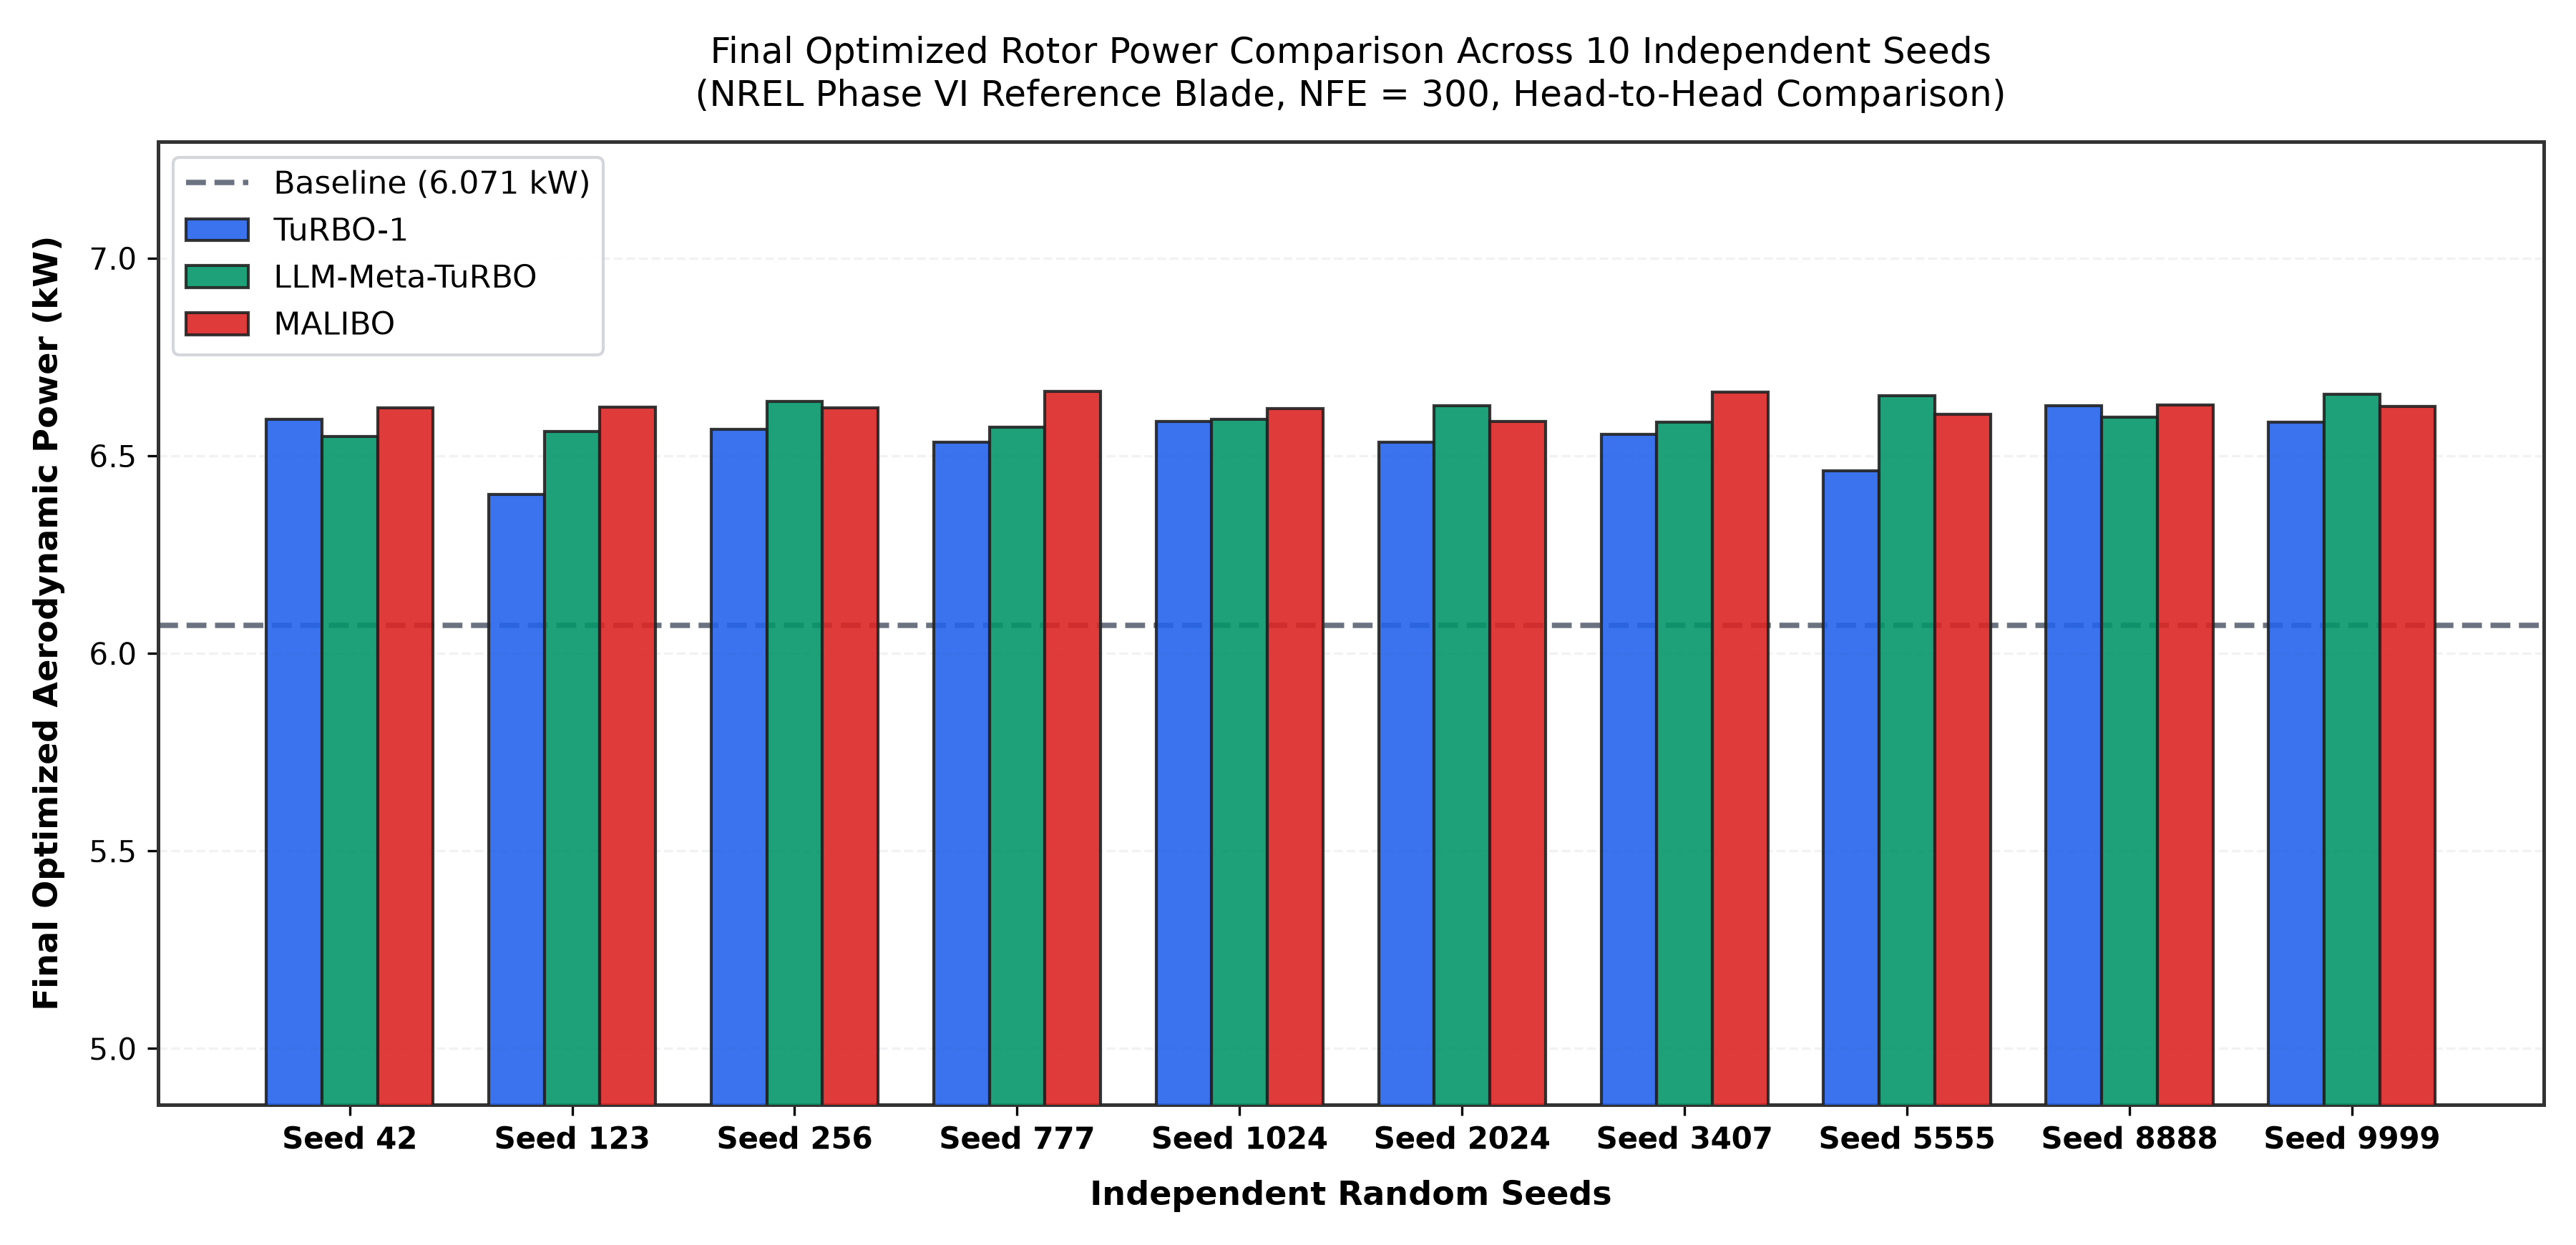 Final Optimized Rotor Power Comparison Across 10 Independent Seeds
(NREL Phase VI Reference Blade, NFE = 300, Head-to-Head Comparison)
Final Optimized Aerodynamic Power (kW)
Baseline (6.071 kW)
TuRBO-1
LLM-Meta-TuRBO
MALIBO
7.0
6.5
6.0
5.5
5.0
Seed 42
Seed 123
Seed 256
Seed 777
Seed 1024
Seed 2024
Seed 3407
Seed 5555
Seed 8888
Seed 9999
Independent Random Seeds